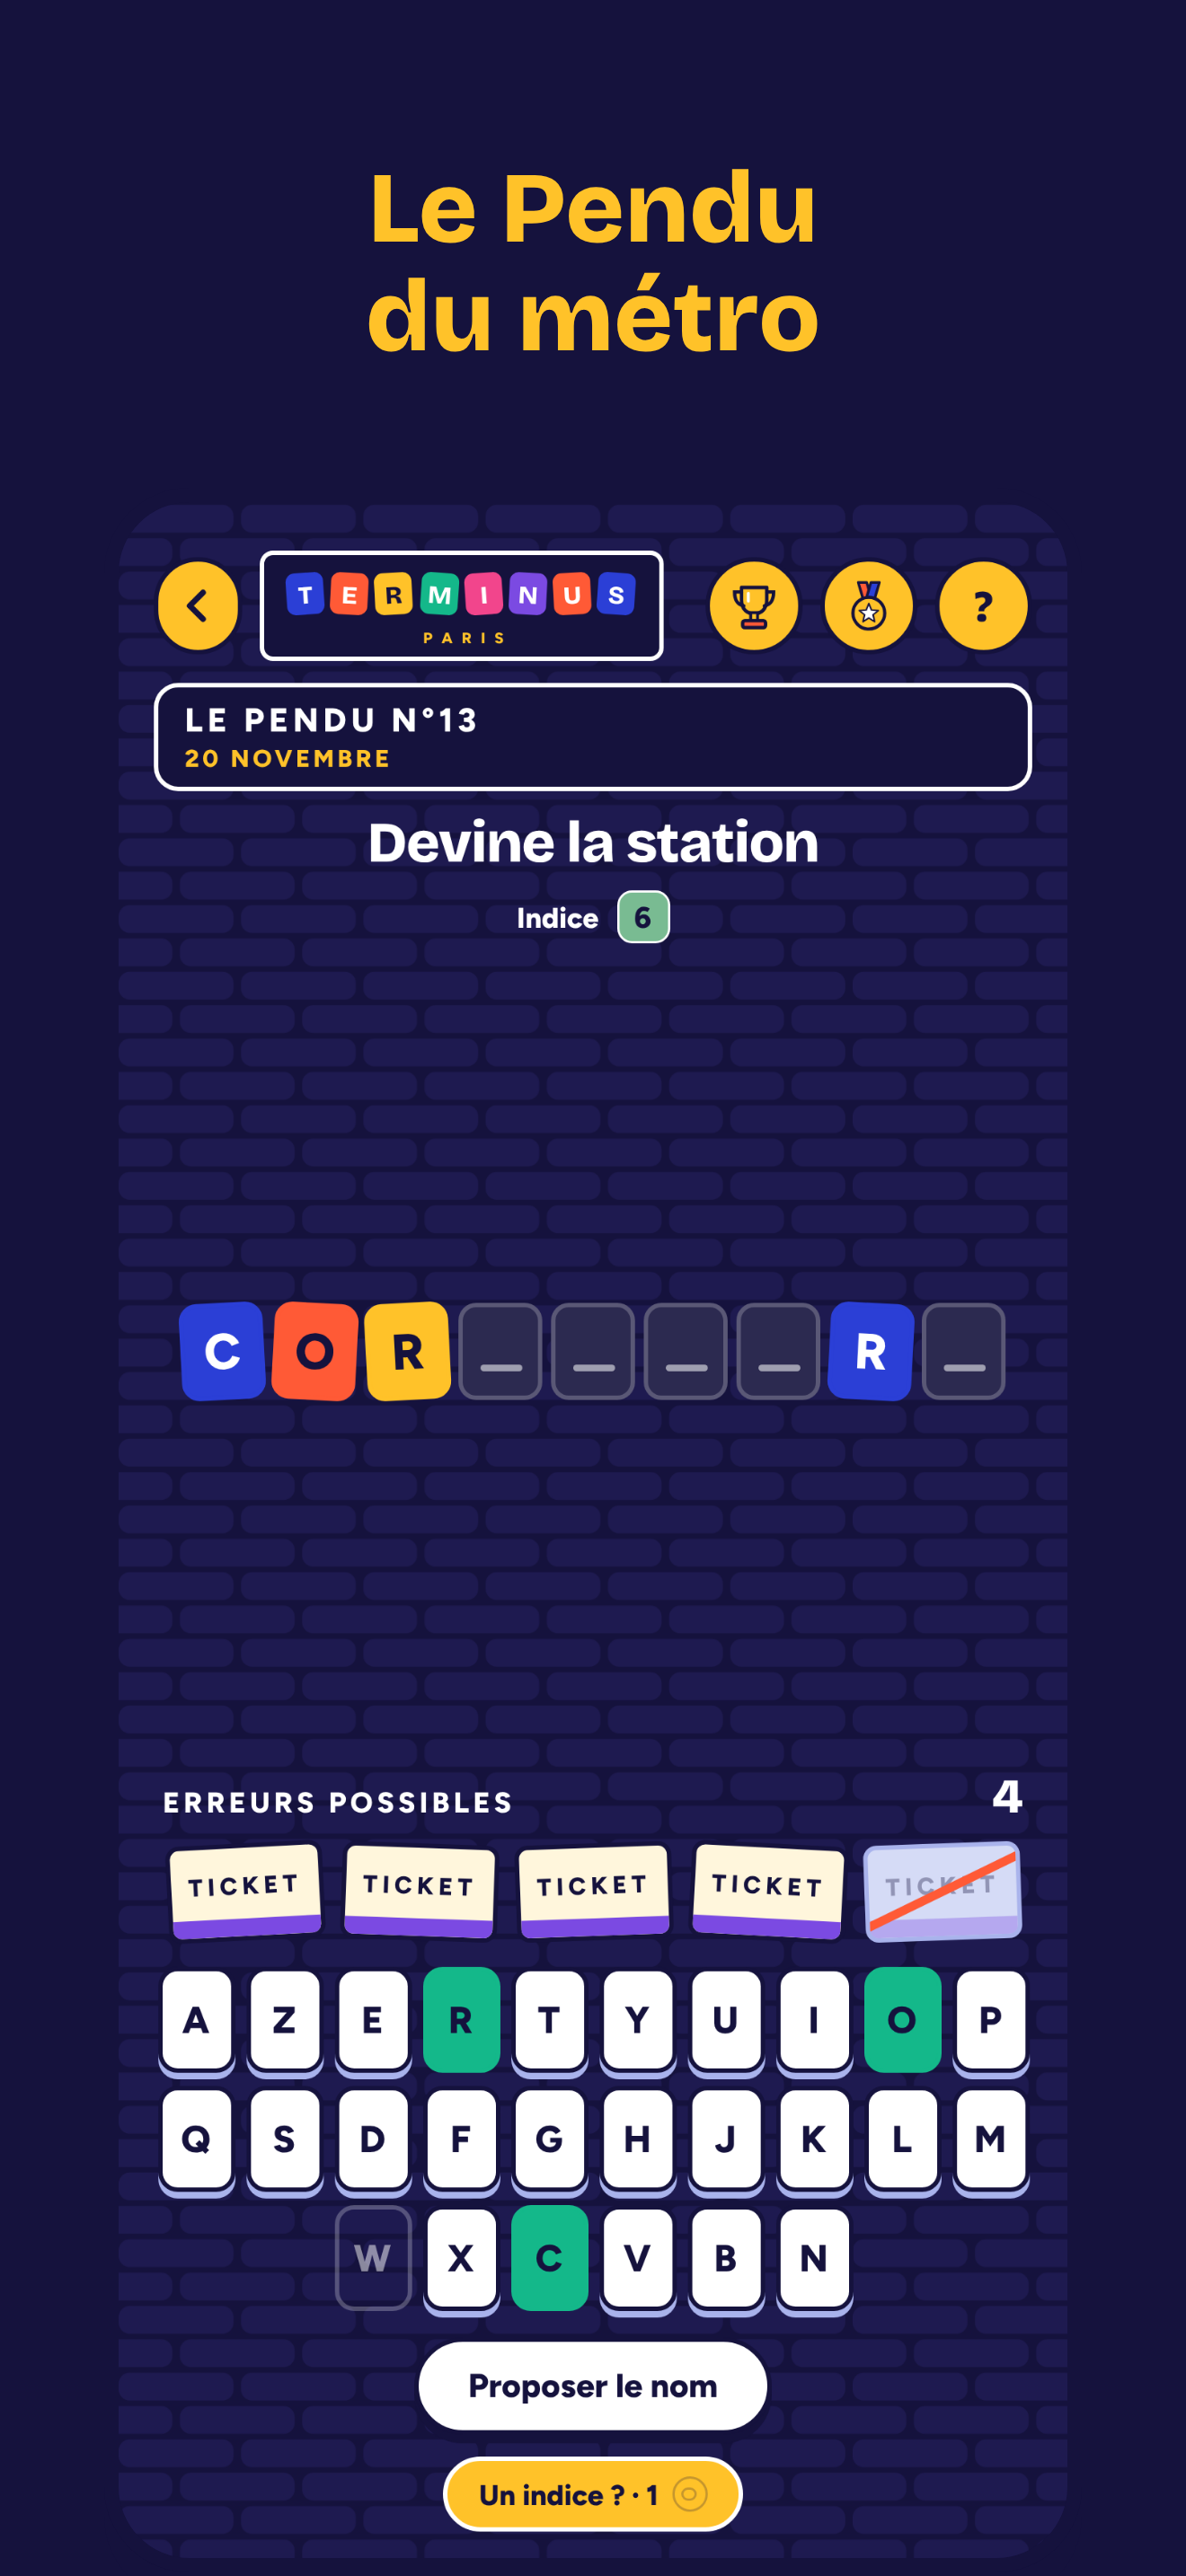 Le Pendu
du métro
TERMINUS
PARIS
?
LE PENDU N°13
20 NOVEMBRE
Devine la station
Indice 6
C O R _ _ _ _ R _
ERREURS POSSIBLES 4
TICKET TICKET TICKET TICKET TICKET
A Z E R T Y U I O P
Q S D F G H J K L M
W X C V B N
Proposer le nom
Un indice ? · 1